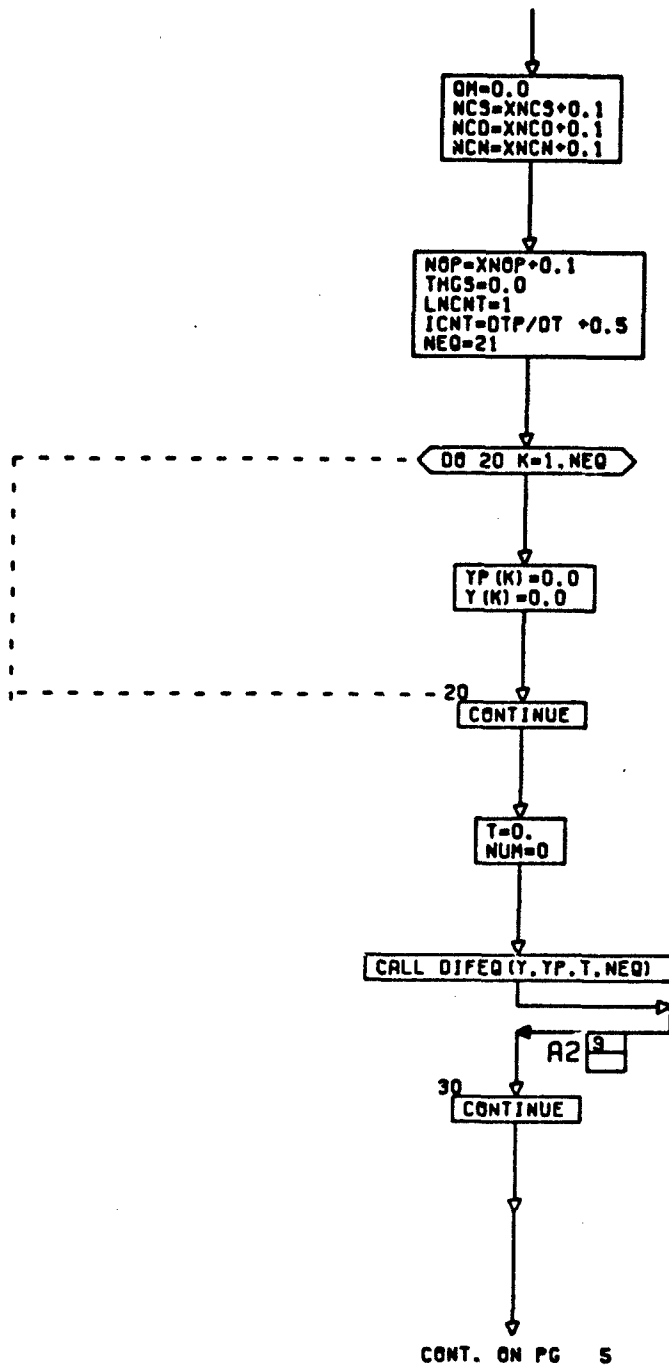 QM=0.0
NCS=XNCS+0.1
NCD=XNCD+0.1
NCN=XNCN+0.1
NOP=XNOP+0.1
THGS=0.0
LNCNT=1
ICNT=DTP/DT +0.5
NEQ=21
DO 20 K=1,NEQ
YP(K)=0.0
Y(K)=0.0
20
CONTINUE
T=0.
NUM=0
CALL DIFEQ(Y,YP,T,NEQ)
A2 9
30
CONTINUE
CONT. ON PG 5